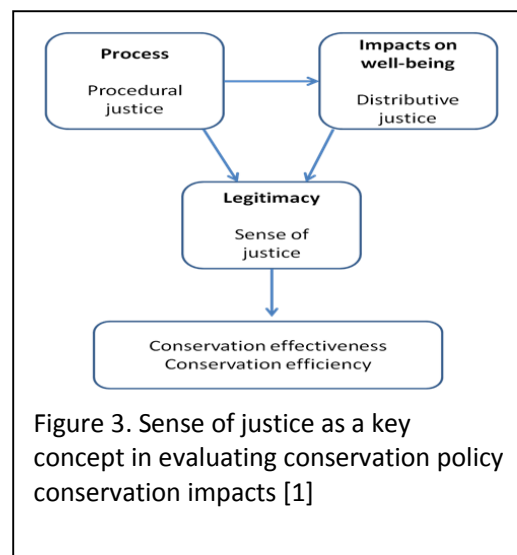 Process
Procedural
justice
Impacts on
well-being
Distributive
justice
Legitimacy
Sense of
justice
Conservation effectiveness
Conservation efficiency
Figure 3. Sense of justice as a key
concept in evaluating conservation policy
conservation impacts [1]